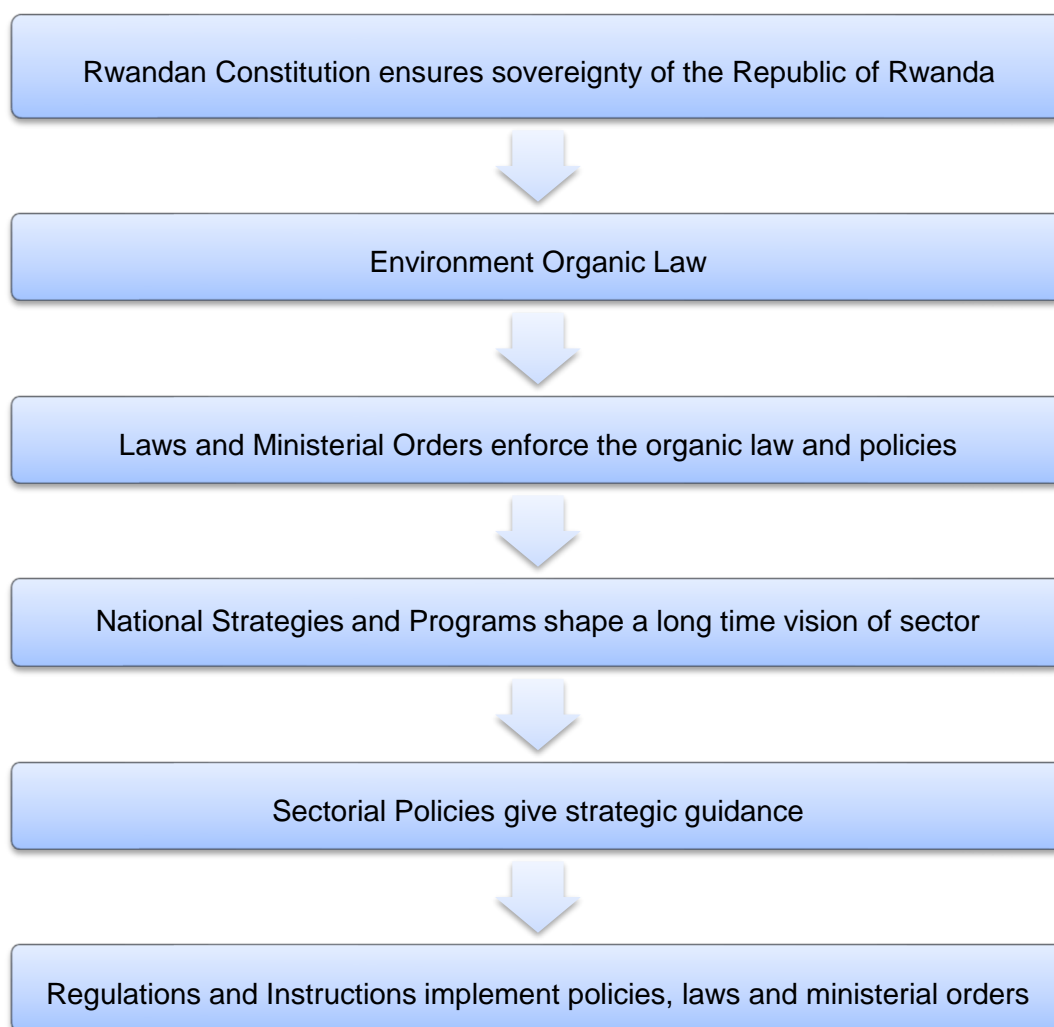 Rwandan Constitution ensures sovereignty of the Republic of Rwanda
Environment Organic Law
Laws and Ministerial Orders enforce the organic law and policies
National Strategies and Programs shape a long time vision of sector
Sectorial Policies give strategic guidance
Regulations and Instructions implement policies, laws and ministerial orders